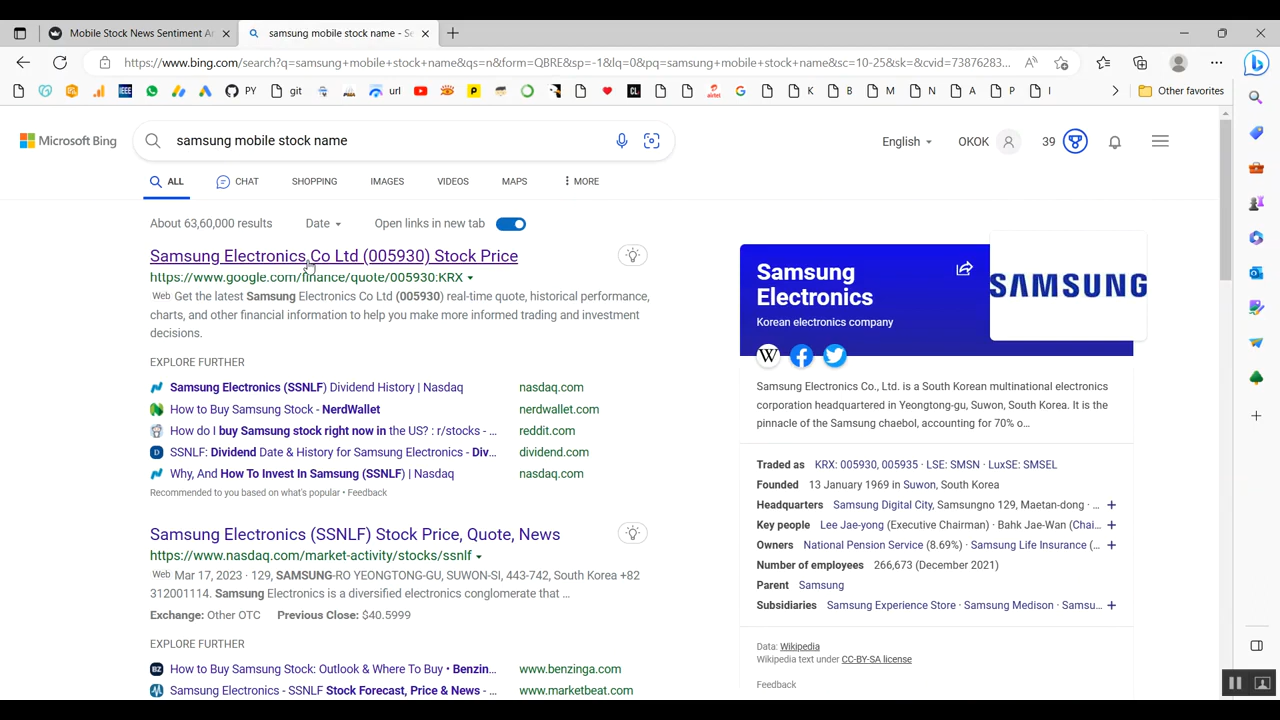 Mobile Stock News Sentiment A
samsung mobile stock name - Se
https://www.bing.com/search?q=samsung+mobile+stock+name&qs=n&form=QBRE&sp=-1&lq=0&pq=samsung+mobile+stock+name&sc=10-25&sk=&cvid=73876283...
PY git url K B M N A P I Other favorites
Microsoft Bing
samsung mobile stock name
English OKOK 39
ALL CHAT SHOPPING IMAGES VIDEOS MAPS MORE
About 63,60,000 results Date Open links in new tab
Samsung Electronics Co Ltd (005930) Stock Price
https://www.google.com/finance/quote/005930:KRX
Web Get the latest Samsung Electronics Co Ltd (005930) real-time quote, historical performance,
charts, and other financial information to help you make more informed trading and investment
decisions.
EXPLORE FURTHER
Samsung Electronics (SSNLF) Dividend History | Nasdaq nasdaq.com
How to Buy Samsung Stock - NerdWallet nerdwallet.com
How do I buy Samsung stock right now in the US? : r/stocks - ... reddit.com
SSNLF: Dividend Date & History for Samsung Electronics - Div... dividend.com
Why, And How To Invest In Samsung (SSNLF) | Nasdaq nasdaq.com
Recommended to you based on what's popular • Feedback
Samsung Electronics (SSNLF) Stock Price, Quote, News
https://www.nasdaq.com/market-activity/stocks/ssnlf
Web Mar 17, 2023 · 129, SAMSUNG-RO YEONGTONG-GU, SUWON-SI, 443-742, South Korea +82
312001114. Samsung Electronics is a diversified electronics conglomerate that ...
Exchange: Other OTC Previous Close: $40.5999
EXPLORE FURTHER
How to Buy Samsung Stock: Outlook & Where To Buy • Benzin... www.benzinga.com
Samsung Electronics - SSNLF Stock Forecast, Price & News - ... www.marketbeat.com
Samsung
Electronics
SAMSUNG
Korean electronics company
Samsung Electronics Co., Ltd. is a South Korean multinational electronics
corporation headquartered in Yeongtong-gu, Suwon, South Korea. It is the
pinnacle of the Samsung chaebol, accounting for 70% o...
Traded as KRX: 005930, 005935 · LSE: SMSN · LuxSE: SMSEL
Founded 13 January 1969 in Suwon, South Korea
Headquarters Samsung Digital City, Samsungno 129, Maetan-dong · ...
Key people Lee Jae-yong (Executive Chairman) · Bahk Jae-Wan (Chai...
Owners National Pension Service (8.69%) · Samsung Life Insurance (...
Number of employees 266,673 (December 2021)
Parent Samsung
Subsidiaries Samsung Experience Store · Samsung Medison · Samsu...
Data: Wikipedia
Wikipedia text under CC-BY-SA license
Feedback